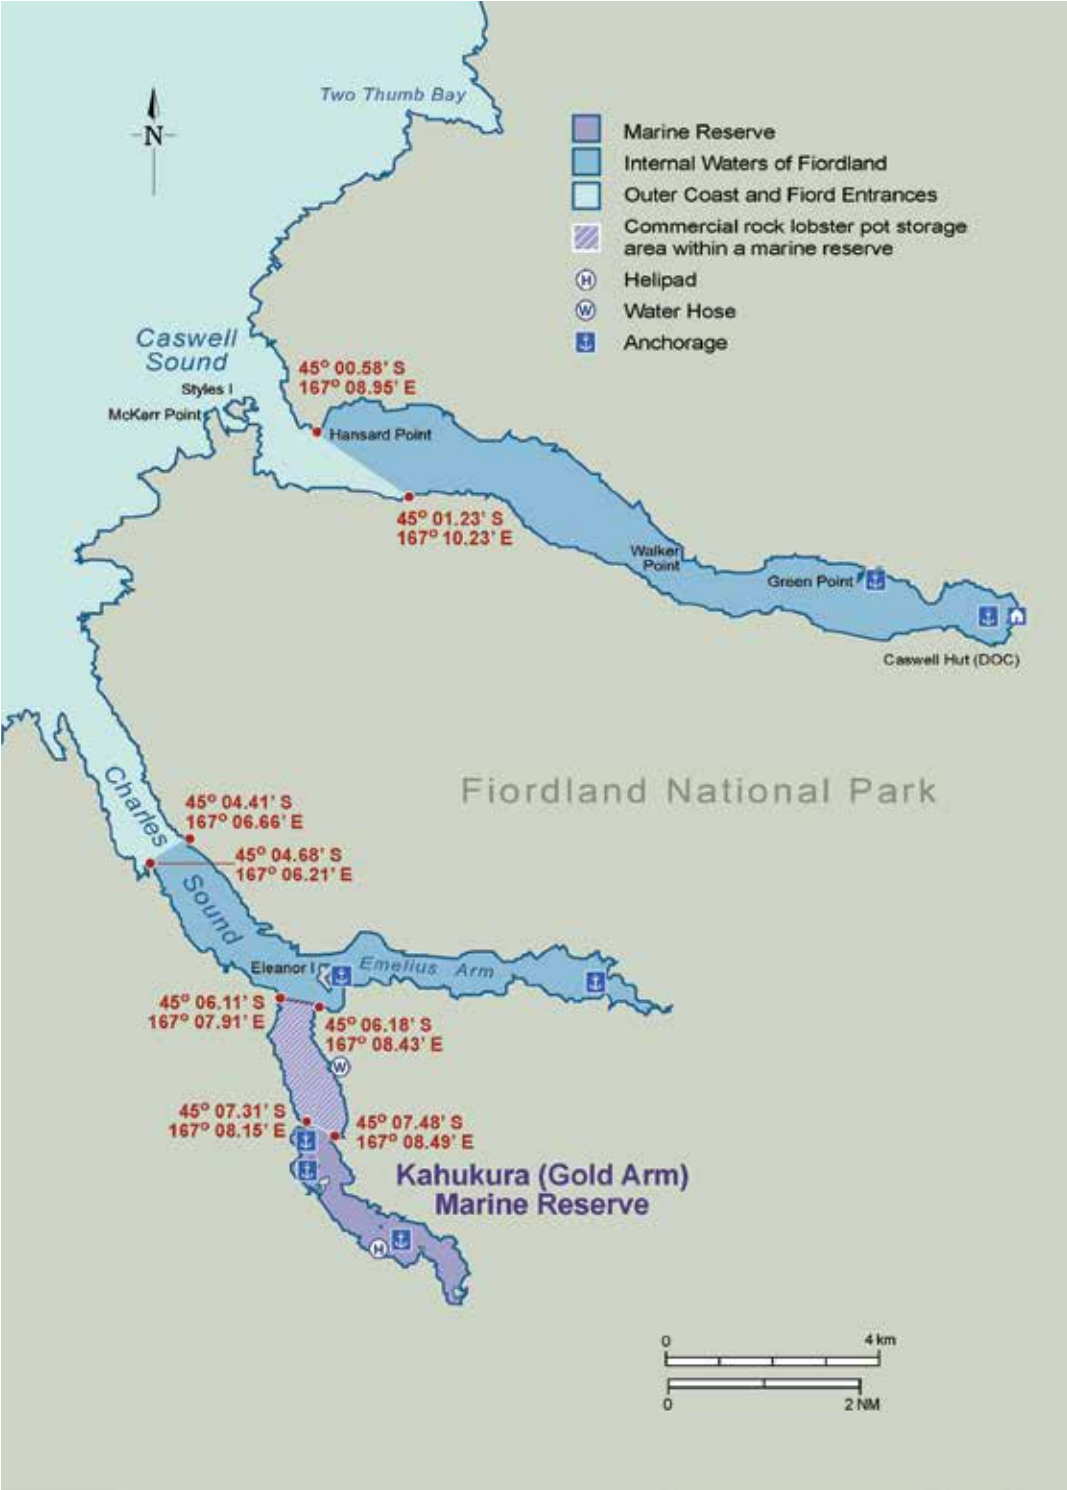 Two Thumb Bay
N
Marine Reserve
Internal Waters of Fiordland
Outer Coast and Fiord Entrances
Commercial rock lobster pot storage
area within a marine reserve
H Helipad
W Water Hose
Anchorage
Caswell
Sound
Styles I
McKerr Point
45° 00.58' S
167° 08.95' E
Hansard Point
45° 01.23' S
167° 10.23' E
Walker
Point
Green Point
Caswell Hut (DOC)
Fiordland National Park
Charles
Sound
45° 04.41' S
167° 06.66' E
45° 04.68' S
167° 06.21' E
Eleanor I
Emelius Arm
45° 06.11' S
167° 07.91' E
45° 06.18' S
167° 08.43' E
W
45° 07.31' S
167° 08.15' E
45° 07.48' S
167° 08.49' E
Kahukura (Gold Arm)
Marine Reserve
H
0 4 km
0 2 NM